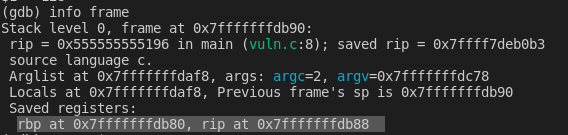 (gdb) info frame
Stack level 0, frame at 0x7fffffffdb90:
rip = 0x555555555196 in main (vuln.c:8); saved rip = 0x7ffff7deb0b3
source language c.
Arglist at 0x7fffffffdaf8, args: argc=2, argv=0x7fffffffdc78
Locals at 0x7fffffffdaf8, Previous frame's sp is 0x7fffffffdb90
Saved registers:
rbp at 0x7fffffffdb80, rip at 0x7fffffffdb88